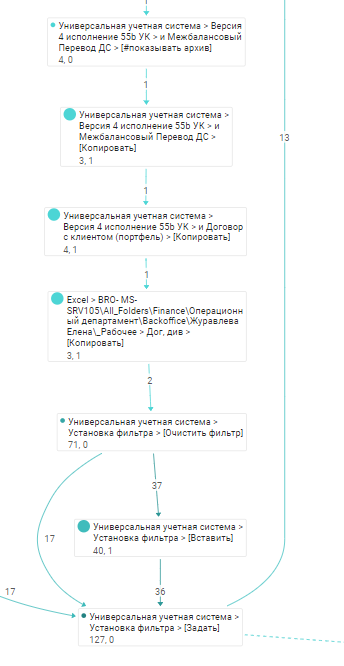 Универсальная учетная система > Версия
4 исполнение 55b УК > и Межбалансовый
Перевод ДС > [#показывать архив]
4, 0
1
13
Универсальная учетная система >
Версия 4 исполнение 55b УК > и
Межбалансовый Перевод ДС >
[Копировать]
3, 1
1
Универсальная учетная система >
Версия 4 исполнение 55b УК > и Договор
с клиентом (портфель) > [Копировать]
4, 1
1
Excel > BRO- MS-
SRV105\All_Folders\Finance\Операционн
ый департамент\Backoffice\Журавлева
Елена\_Рабочее > Дог, див >
[Копировать]
3, 1
2
Универсальная учетная система >
Установка фильтра > [Очистить фильтр]
71, 0
37
Универсальная учетная система >
Установка фильтра > [Вставить]
40, 1
17
17
36
Универсальная учетная система >
Установка фильтра > [Задать]
127, 0